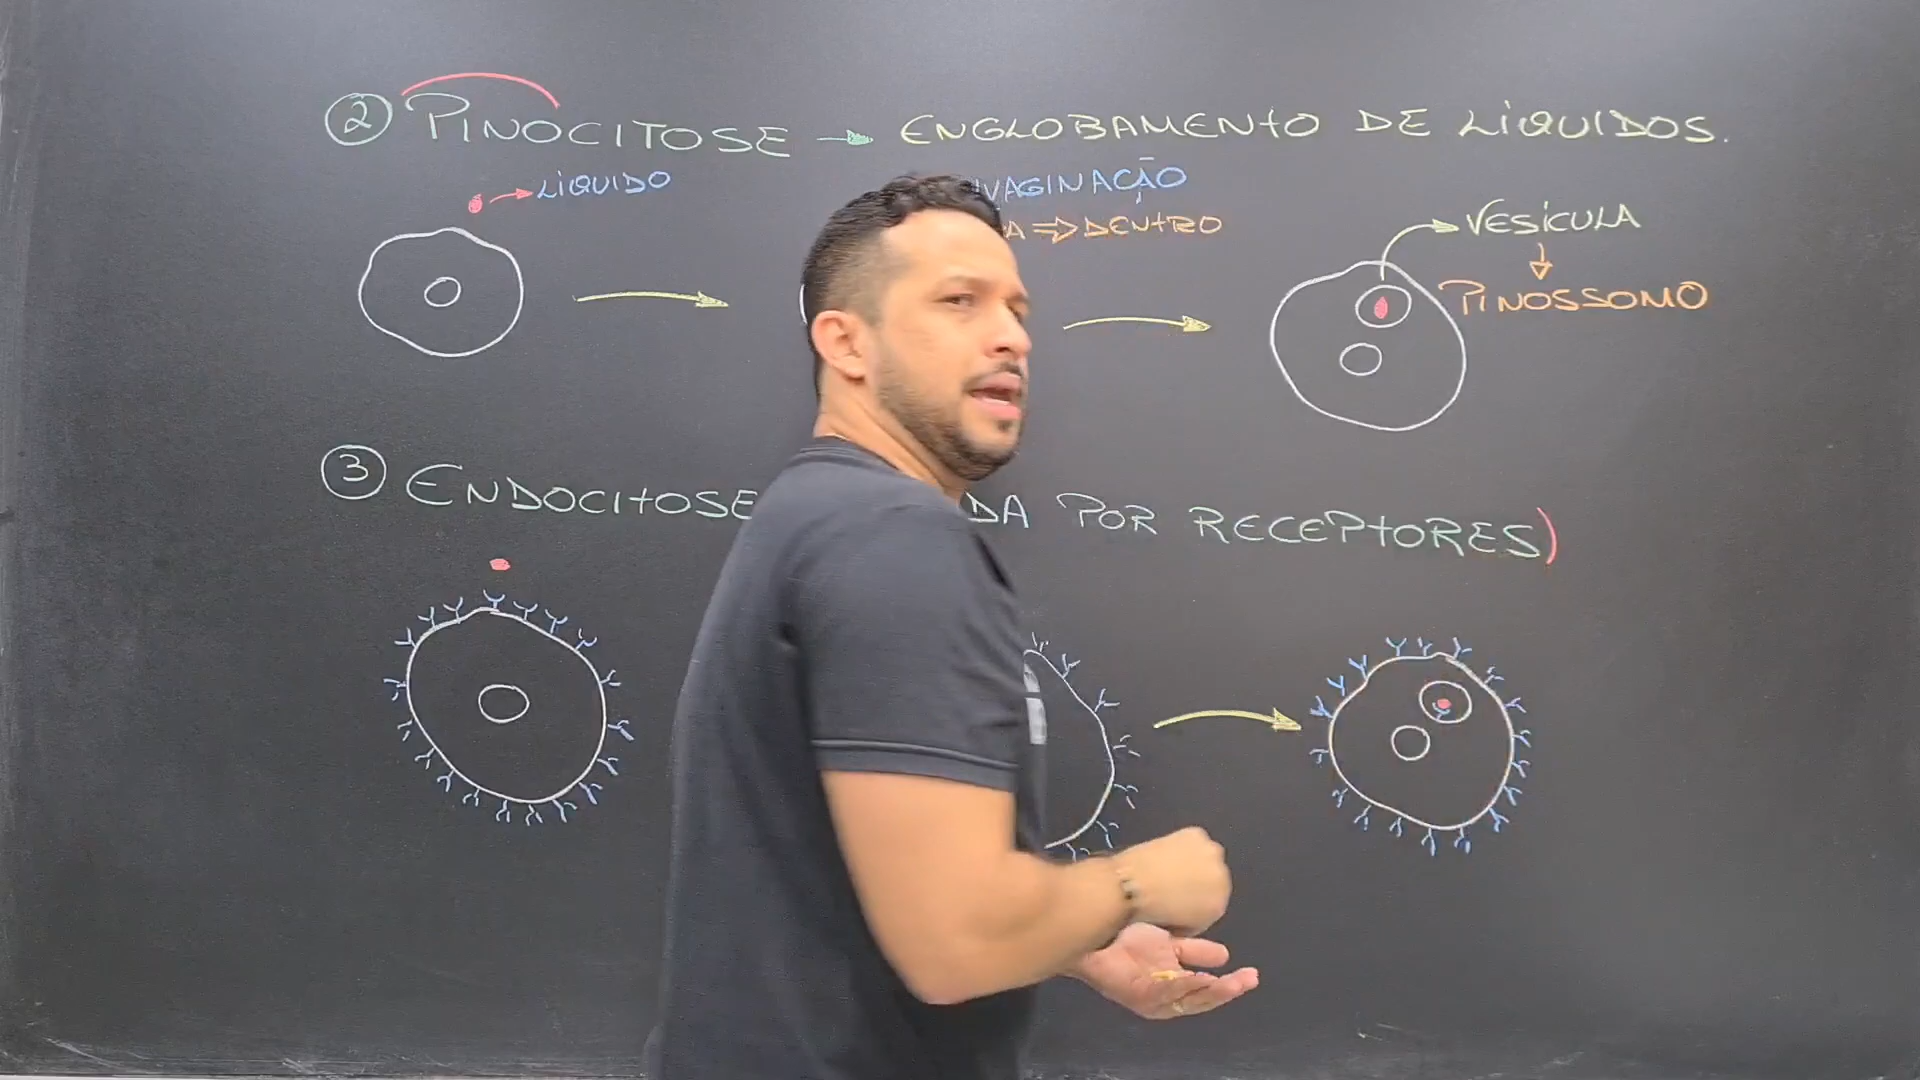 ② PINOCITOSE → ENGLOBAMENTO DE LÍQUIDOS.
LÍQUIDO
VAGINAÇÃO
A ⇒ DENTRO
VESÍCULA
PINOSSOMO
③ ENDOCITOSE DA POR RECEPTORES)